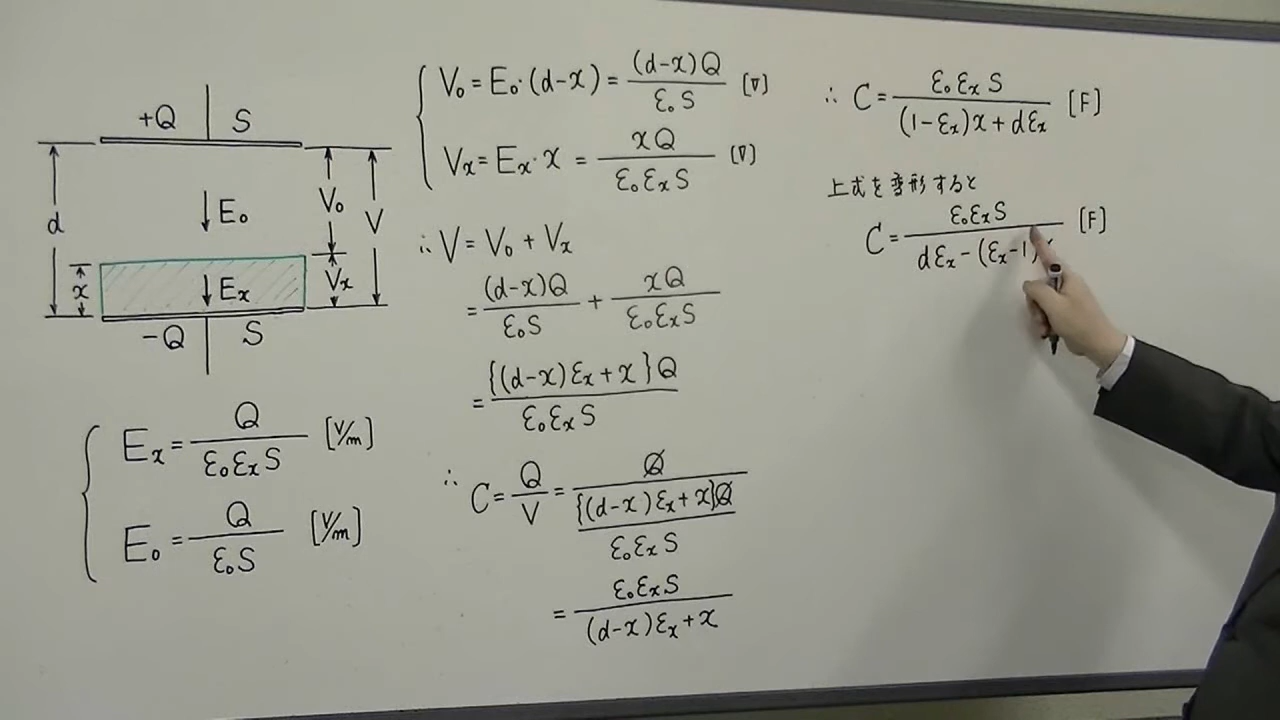 +Q S
d
E₀
V₀
V
x
Eₓ
Vₓ
−Q S
Eₓ = Q / ε₀εₓS [V/m]
E₀ = Q / ε₀S [V/m]
V₀ = E₀·(d−x) = (d−x)Q / ε₀S [V]
Vₓ = Eₓ·x = xQ / ε₀εₓS [V]
∴ V = V₀ + Vₓ
= (d−x)Q / ε₀S + xQ / ε₀εₓS
= {(d−x)εₓ+x}Q / ε₀εₓS
∴ C = Q / V = Q / ({(d−x)εₓ+x}Q / ε₀εₓS)
= ε₀εₓS / (d−x)εₓ+x
∴ C = ε₀εₓS / (1−εₓ)x+dεₓ [F]
上式を変形すると
C = ε₀εₓS / dεₓ−(εₓ−1) [F]